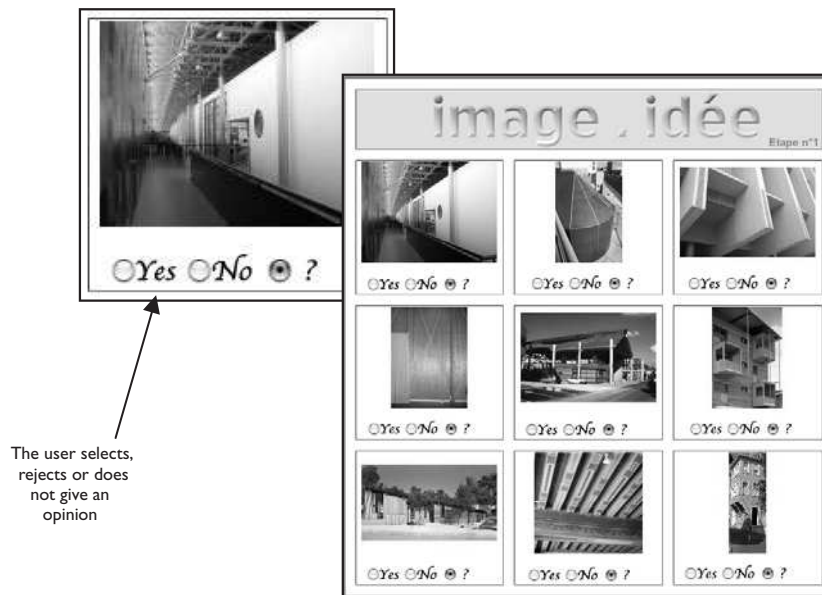 Yes No ?
image . idée
Etape n°1
Yes No ? Yes No ? Yes No ?
Yes No ? Yes No ? Yes No ?
The user selects,
rejects or does
not give an
opinion
Yes No ? Yes No ? Yes No ?